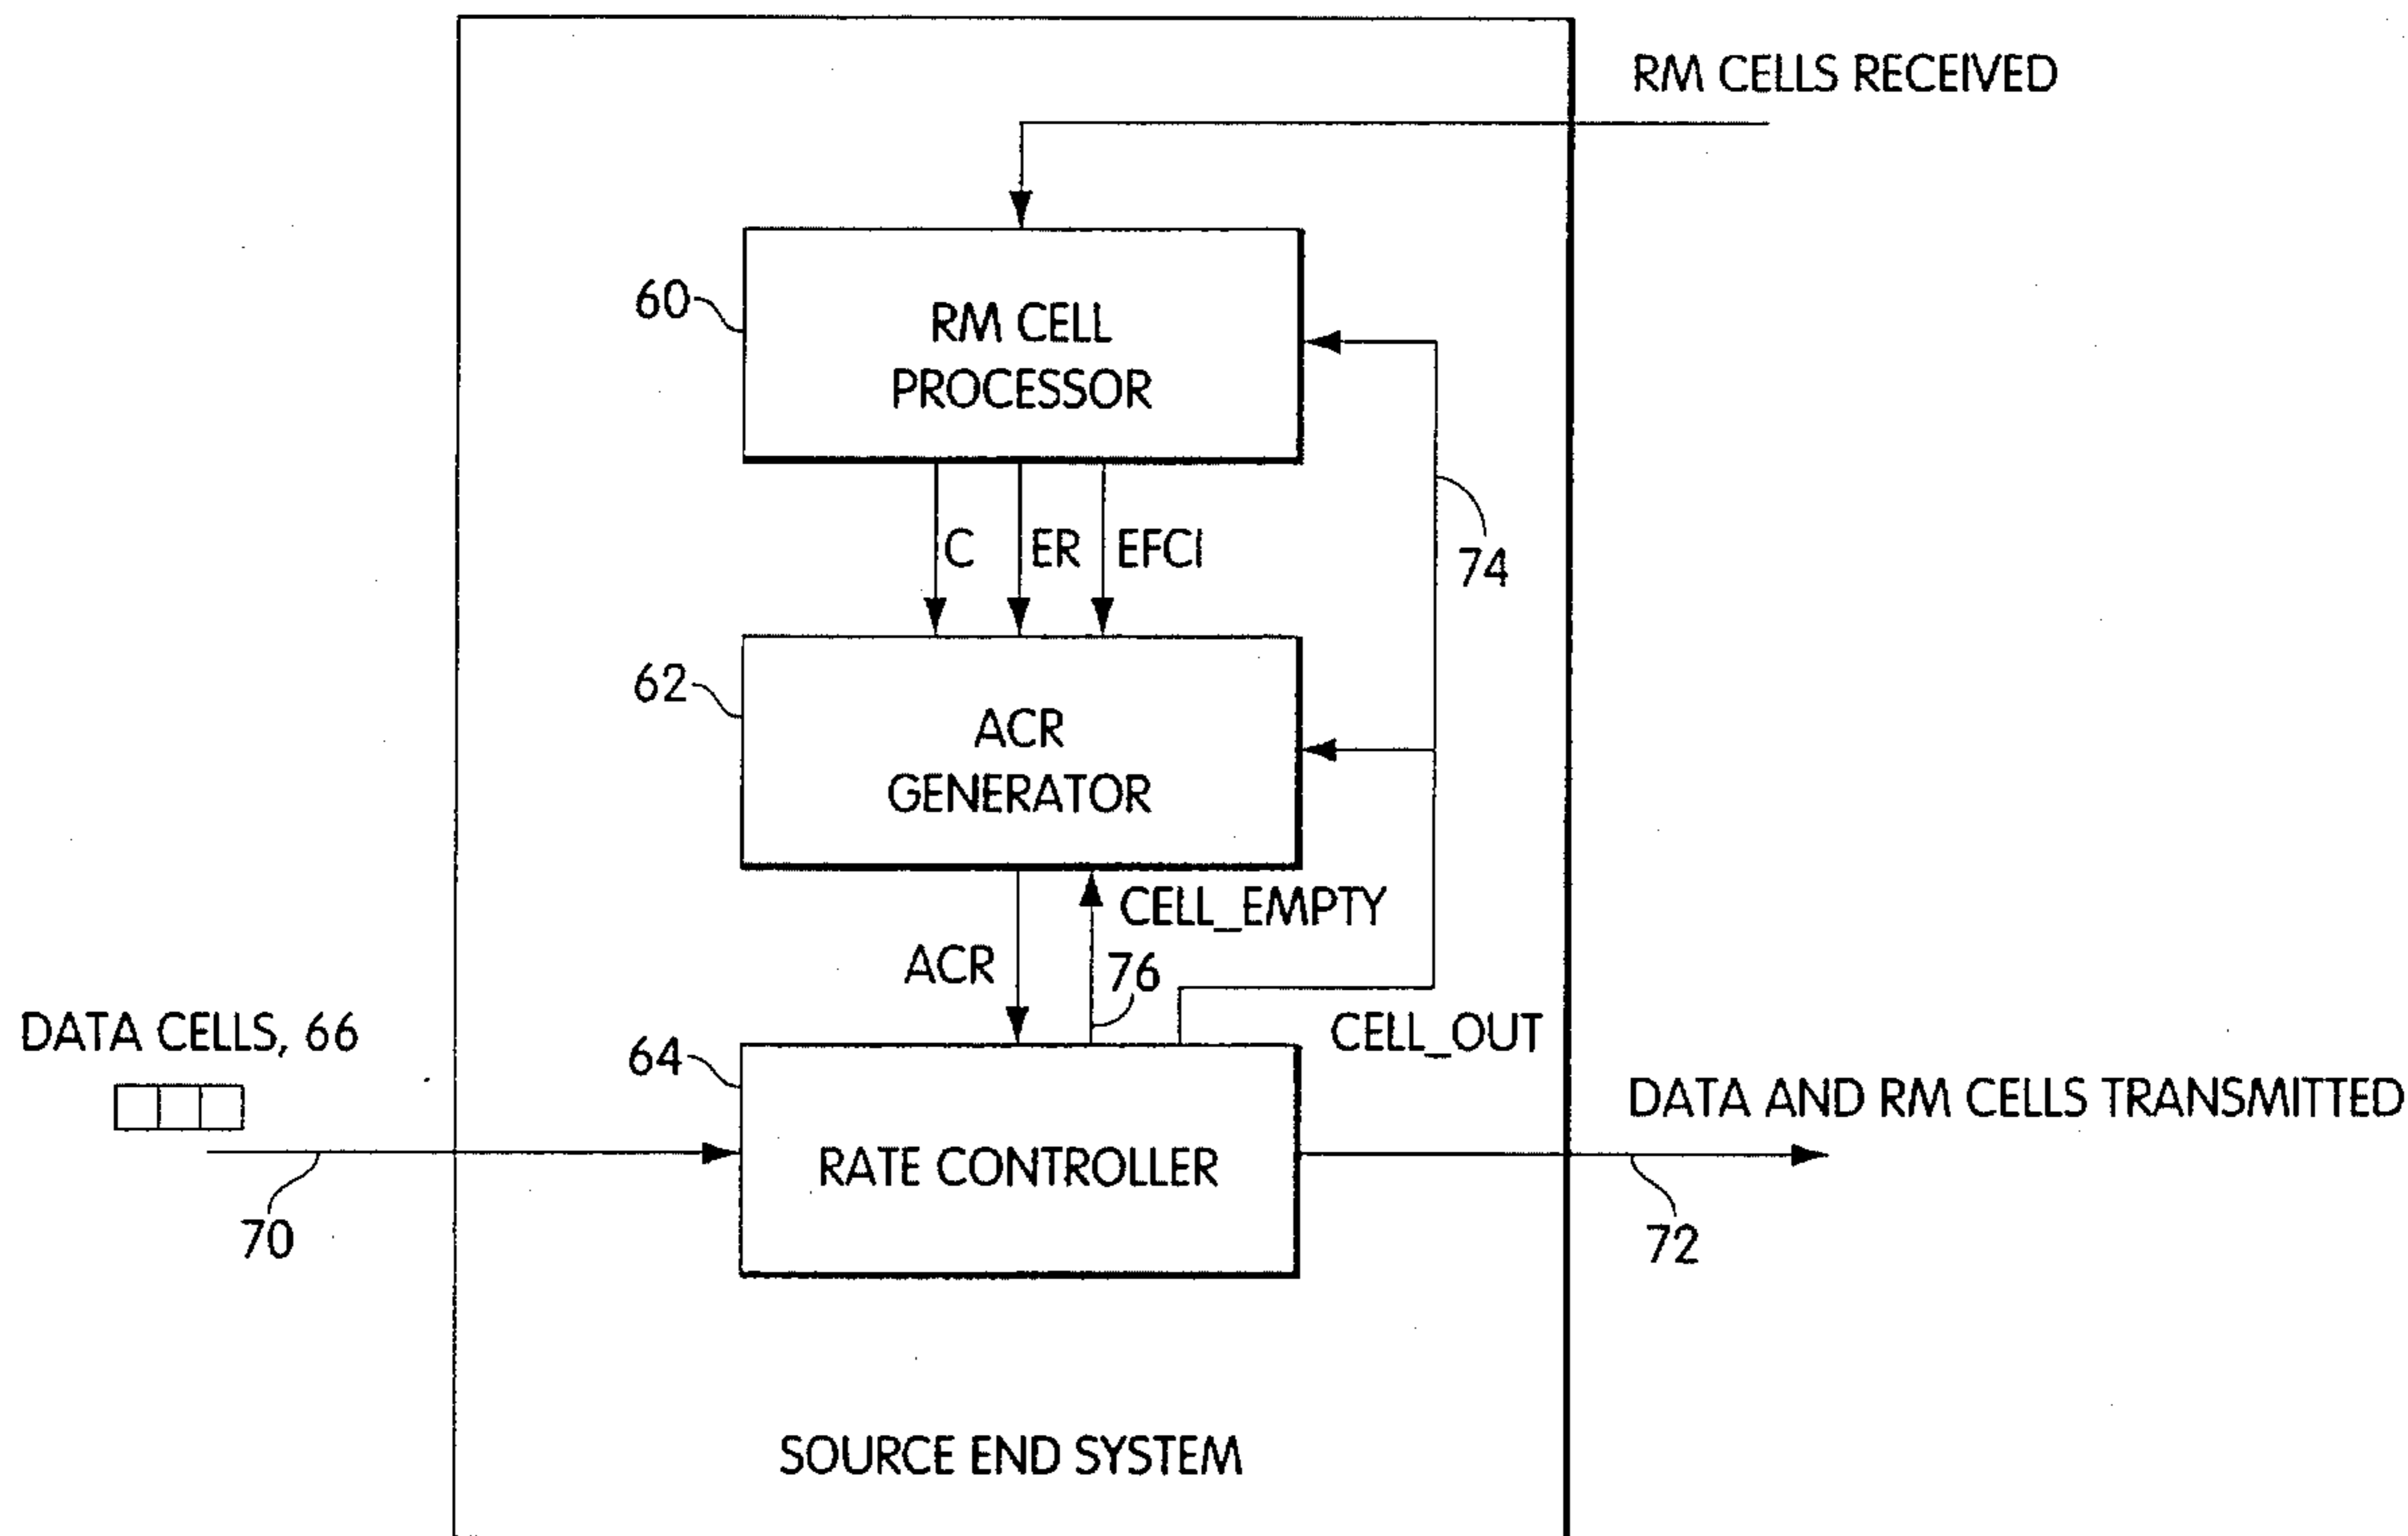 RM CELLS RECEIVED
60
RM CELL
PROCESSOR
C
ER
EFCI
74
62
ACR
GENERATOR
CELL_EMPTY
ACR
76
DATA CELLS, 66
64
CELL_OUT
RATE CONTROLLER
DATA AND RM CELLS TRANSMITTED
70
72
SOURCE END SYSTEM